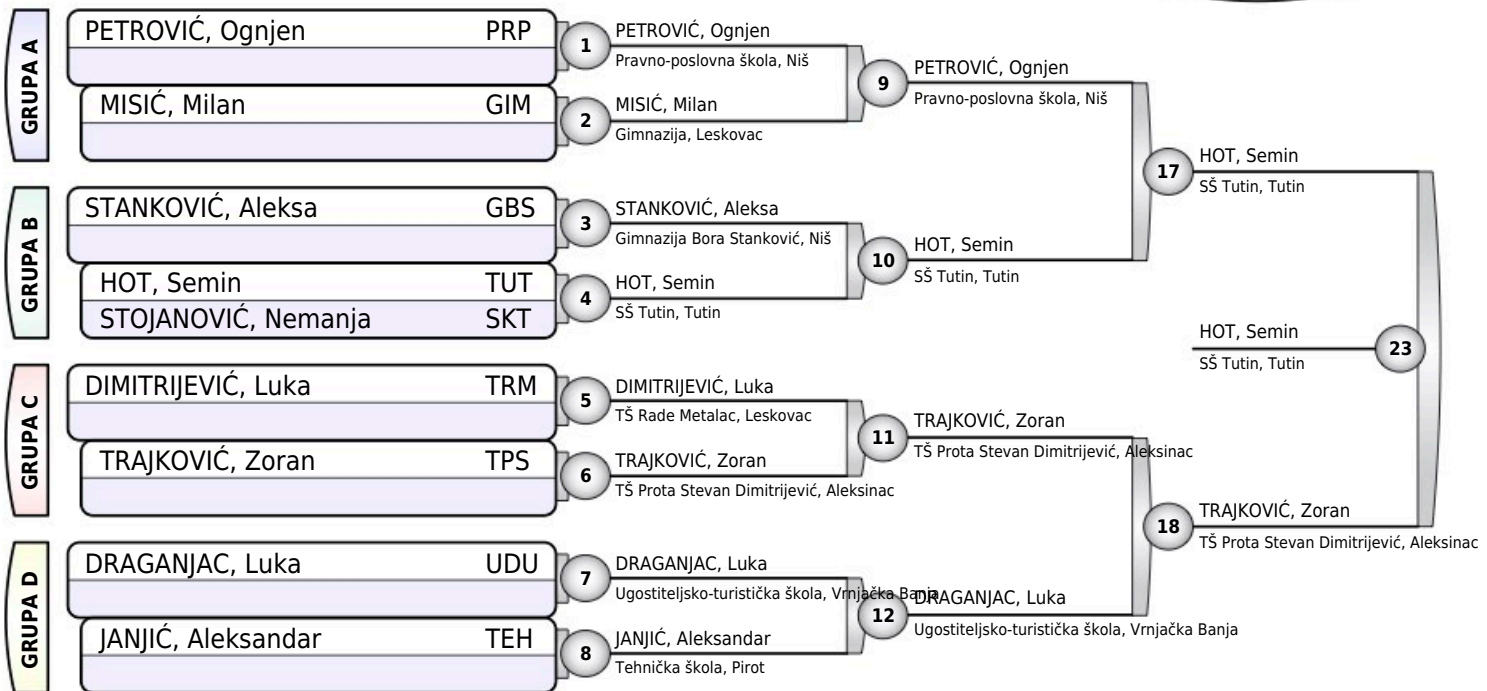 GRUPA A
PETROVIĆ, Ognjen PRP
MISIĆ, Milan GIM
GRUPA B
STANKOVIĆ, Aleksa GBS
HOT, Semin TUT
STOJANOVIĆ, Nemanja SKT
GRUPA C
DIMITRIJEVIĆ, Luka TRM
TRAJKOVIĆ, Zoran TPS
GRUPA D
DRAGANJAC, Luka UDU
JANJIĆ, Aleksandar TEH
1
PETROVIĆ, Ognjen
Pravno-poslovna škola, Niš
2
MISIĆ, Milan
Gimnazija, Leskovac
3
STANKOVIĆ, Aleksa
Gimnazija Bora Stanković, Niš
4
HOT, Semin
SŠ Tutin, Tutin
5
DIMITRIJEVIĆ, Luka
TŠ Rade Metalac, Leskovac
6
TRAJKOVIĆ, Zoran
TŠ Prota Stevan Dimitrijević, Aleksinac
7
DRAGANJAC, Luka
Ugostiteljsko-turistička škola, Vrnjačka Banja
8
JANJIĆ, Aleksandar
Tehnička škola, Pirot
9
PETROVIĆ, Ognjen
Pravno-poslovna škola, Niš
10
HOT, Semin
SŠ Tutin, Tutin
11
TRAJKOVIĆ, Zoran
TŠ Prota Stevan Dimitrijević, Aleksinac
12
DRAGANJAC, Luka
Ugostiteljsko-turistička škola, Vrnjačka Banja
17
HOT, Semin
SŠ Tutin, Tutin
18
TRAJKOVIĆ, Zoran
TŠ Prota Stevan Dimitrijević, Aleksinac
HOT, Semin
SŠ Tutin, Tutin
23